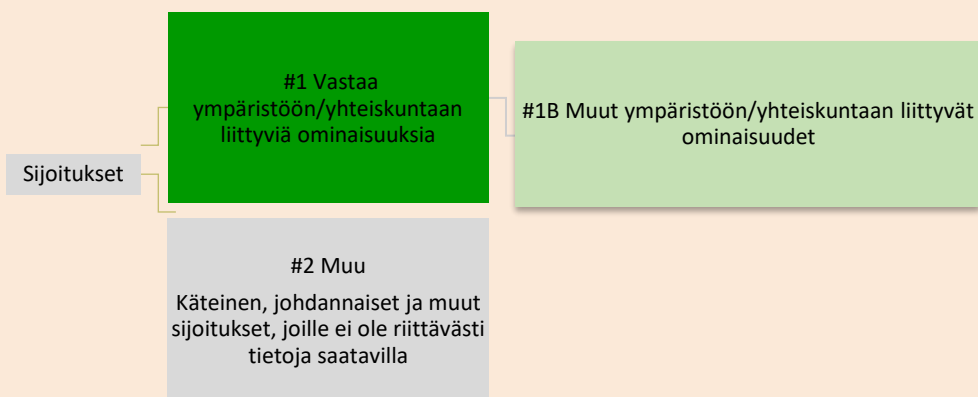 Sijoitukset
#1 Vastaa
ympäristöön/yhteiskuntaan
liittyviä ominaisuuksia
#1B Muut ympäristöön/yhteiskuntaan liittyvät
ominaisuudet
#2 Muu
Käteinen, johdannaiset ja muut
sijoitukset, joille ei ole riittävästi
tietoja saatavilla